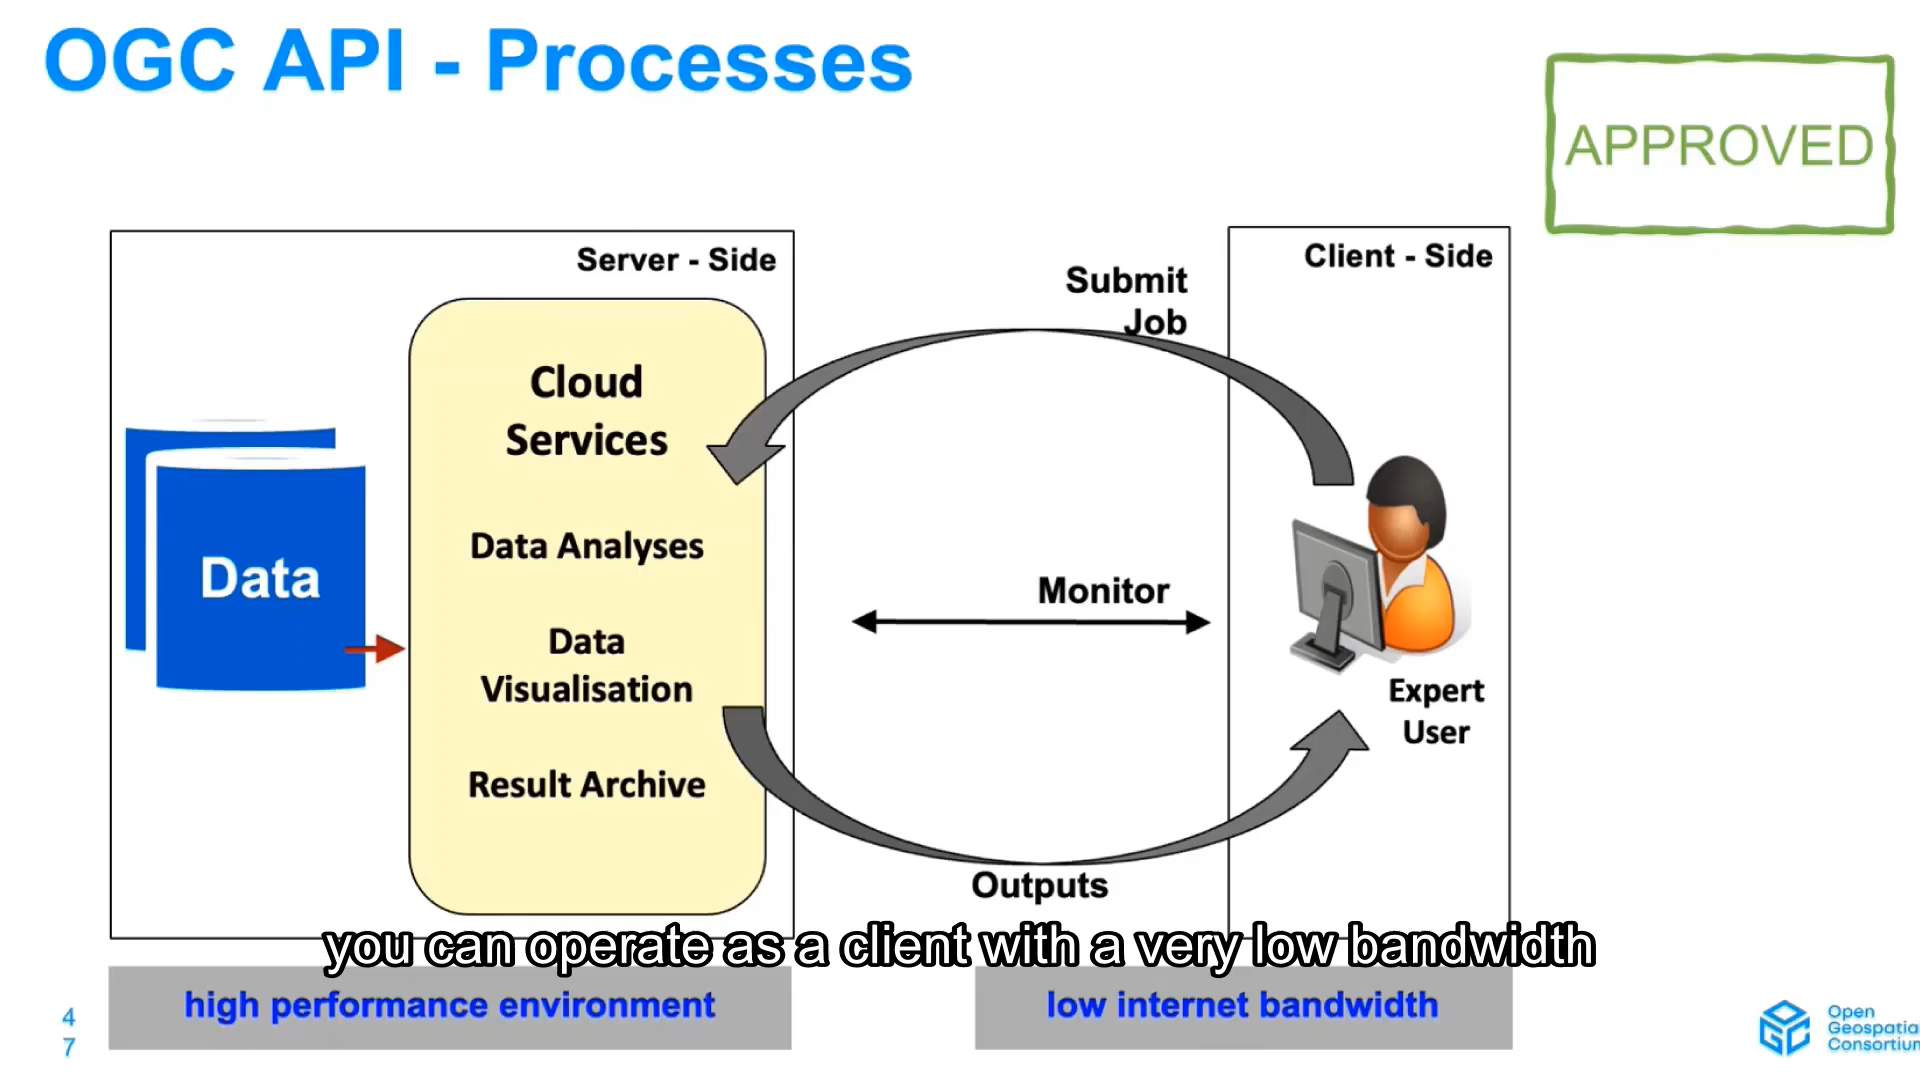 OGC API - Processes
APPROVED
Server - Side
Client - Side
Submit
Job
Cloud
Services
Data Analyses
Data
Data
Visualisation
Result Archive
Monitor
Expert
User
Outputs
you can operate as a client with a very low bandwidth
high performance environment
low internet bandwidth
4
7
Open
Geospatia
Consortium